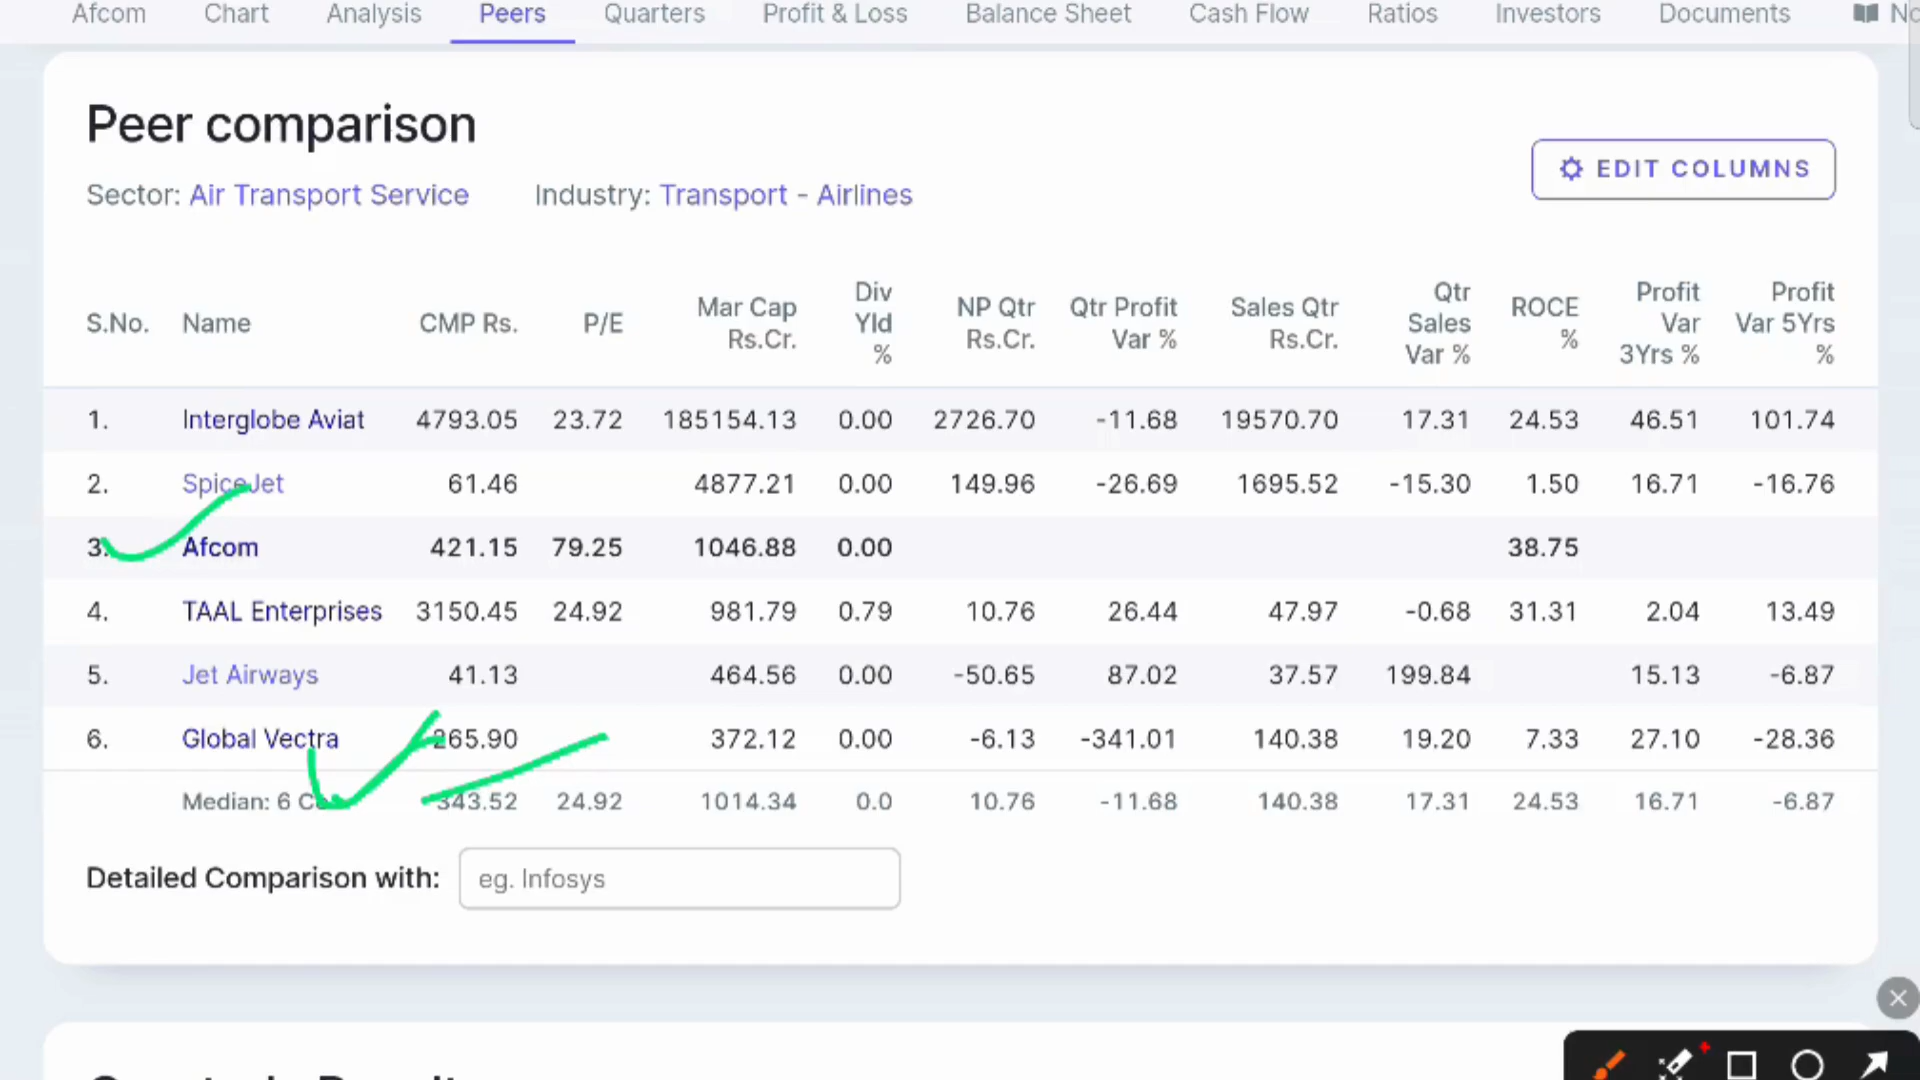 Afcom Chart Analysis Peers Quarters Profit & Loss Balance Sheet Cash Flow Ratios Investors Documents
Peer comparison
Sector: Air Transport Service Industry: Transport - Airlines
EDIT COLUMNS
S.No. Name CMP Rs. P/E Mar Cap Rs.Cr. Div Yld % NP Qtr Rs.Cr. Qtr Profit Var % Sales Qtr Rs.Cr. Qtr Sales Var % ROCE % Profit Var 3Yrs % Profit Var 5Yrs %
1. Interglobe Aviat 4793.05 23.72 185154.13 0.00 2726.70 -11.68 19570.70 17.31 24.53 46.51 101.74
2. SpiceJet 61.46 4877.21 0.00 149.96 -26.69 1695.52 -15.30 1.50 16.71 -16.76
3. Afcom 421.15 79.25 1046.88 0.00 38.75
4. TAAL Enterprises 3150.45 24.92 981.79 0.79 10.76 26.44 47.97 -0.68 31.31 2.04 13.49
5. Jet Airways 41.13 464.56 0.00 -50.65 87.02 37.57 199.84 15.13 -6.87
6. Global Vectra 265.90 372.12 0.00 -6.13 -341.01 140.38 19.20 7.33 27.10 -28.36
Median: 6 343.52 24.92 1014.34 0.0 10.76 -11.68 140.38 17.31 24.53 16.71 -6.87
Detailed Comparison with: eg. Infosys